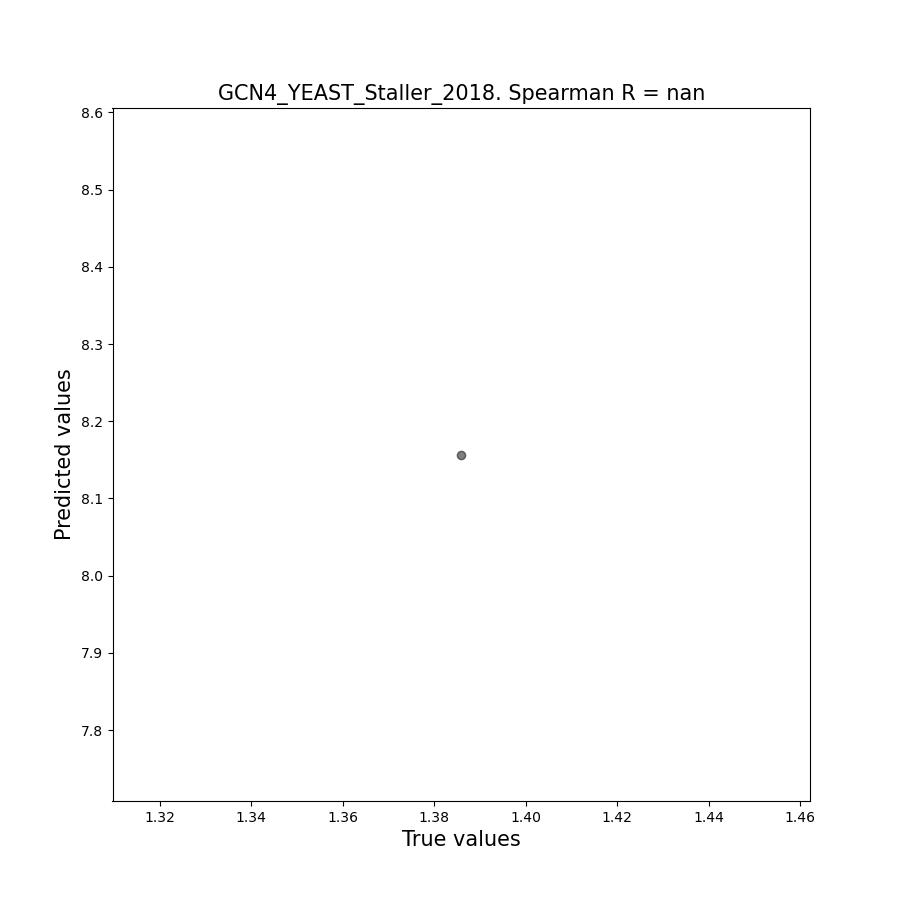 GCN4_YEAST_Staller_2018. Spearman R = nan
8.6
8.5
8.4
8.3
8.2
8.1
8.0
7.9
7.8
Predicted values
1.32 1.34 1.36 1.38 1.40 1.42 1.44 1.46
True values